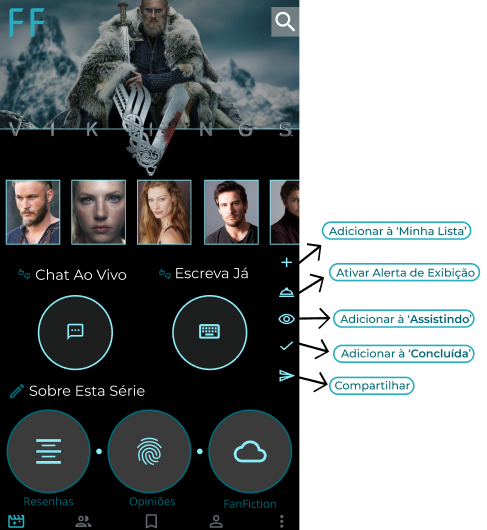 FF
VIKINGS
Adicionar à ‘Minha Lista’
Ativar Alerta de Exibição
Chat Ao Vivo
Escreva Já
Adicionar à ‘Assistindo’
Adicionar à ‘Concluída’
Compartilhar
Sobre Esta Série
Resenhas
Opiniões
FanFiction